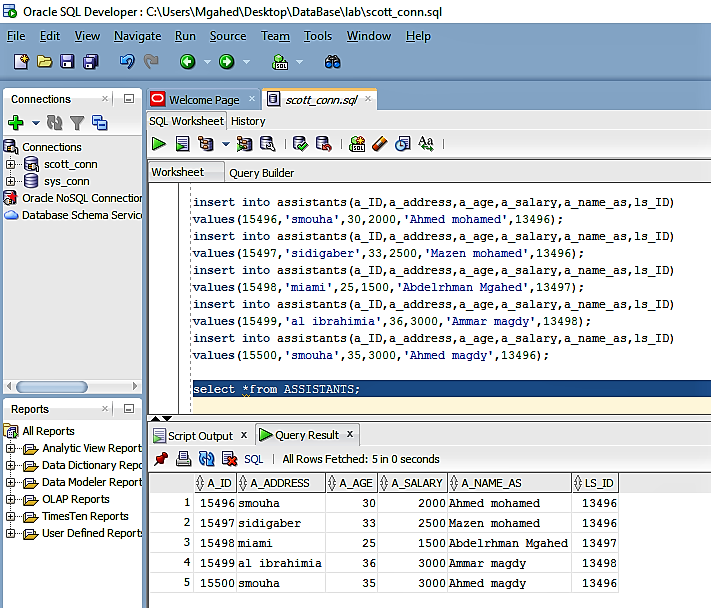 Oracle SQL Developer : C:\Users\Mgahed\Desktop\DataBase\lab\scott_conn.sql
File Edit View Navigate Run Source Team Tools Window Help
Connections
Connections
scott_conn
sys_conn
Oracle NoSQL Connection
Database Schema Service
Reports
All Reports
Analytic View Report
Data Dictionary Repo
Data Modeler Report
OLAP Reports
TimesTen Reports
User Defined Reports
Welcome Page scott_conn.sql
SQL Worksheet History
Worksheet Query Builder
insert into assistants(a_ID,a_address,a_age,a_salary,a_name_as,ls_ID)
values(15496,'smouha',30,2000,'Ahmed mohamed',13496);
insert into assistants(a_ID,a_address,a_age,a_salary,a_name_as,ls_ID)
values(15497,'sidigaber',33,2500,'Mazen mohamed',13496);
insert into assistants(a_ID,a_address,a_age,a_salary,a_name_as,ls_ID)
values(15498,'miami',25,1500,'Abdelrhman Mgahed',13497);
insert into assistants(a_ID,a_address,a_age,a_salary,a_name_as,ls_ID)
values(15499,'al ibrahimia',36,3000,'Ammar magdy',13498);
insert into assistants(a_ID,a_address,a_age,a_salary,a_name_as,ls_ID)
values(15500,'smouha',35,3000,'Ahmed magdy',13496);
select *from ASSISTANTS;
Script Output x Query Result x
SQL | All Rows Fetched: 5 in 0 seconds
A_ID A_ADDRESS A_AGE A_SALARY A_NAME_AS LS_ID
1 15496 smouha 30 2000 Ahmed mohamed 13496
2 15497 sidigaber 33 2500 Mazen mohamed 13496
3 15498 miami 25 1500 Abdelrhman Mgahed 13497
4 15499 al ibrahimia 36 3000 Ammar magdy 13498
5 15500 smouha 35 3000 Ahmed magdy 13496